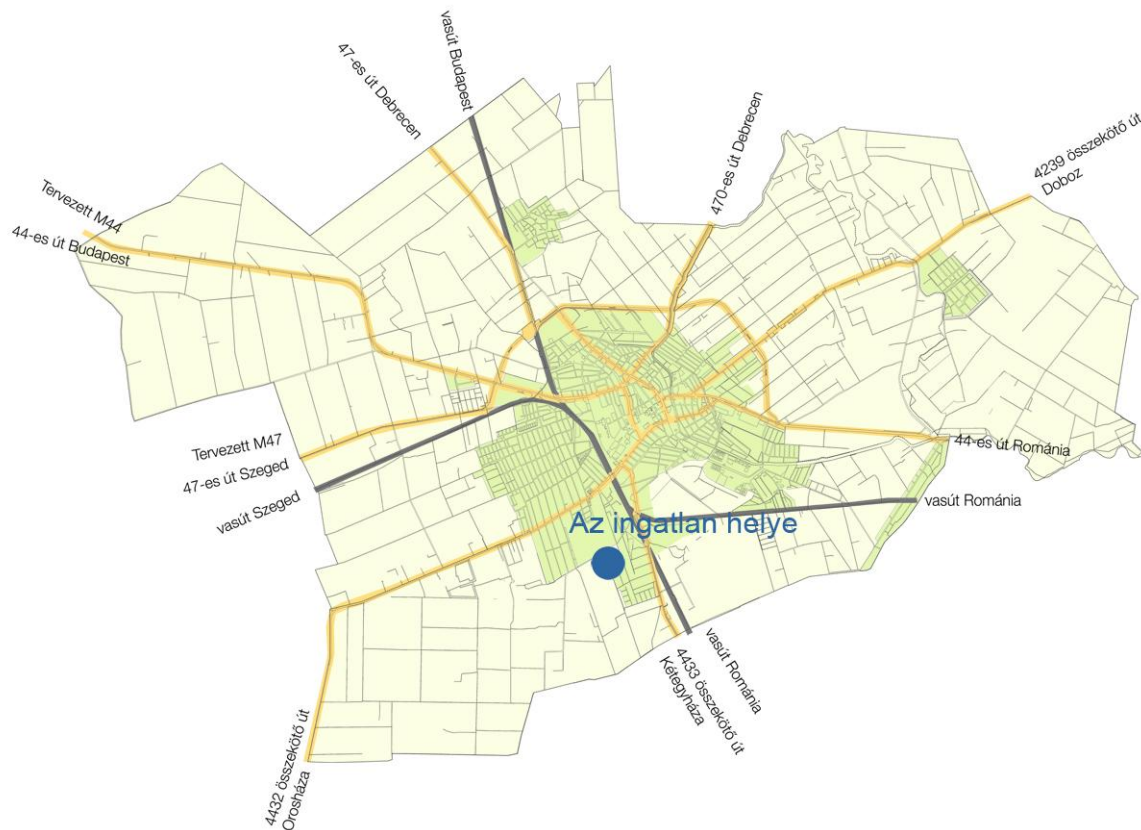 vasút Budapest
47-es út Debrecen
470-es út Debrecen
4239 összekötő út
Doboz
Tervezett M44
44-es út Budapest
Tervezett M47
47-es út Szeged
vasút Szeged
44-es út Románia
vasút Románia
Az ingatlan helye
vasút Románia
4433 összekötő út
Kétegyháza
4432 összekötő út
Orosháza